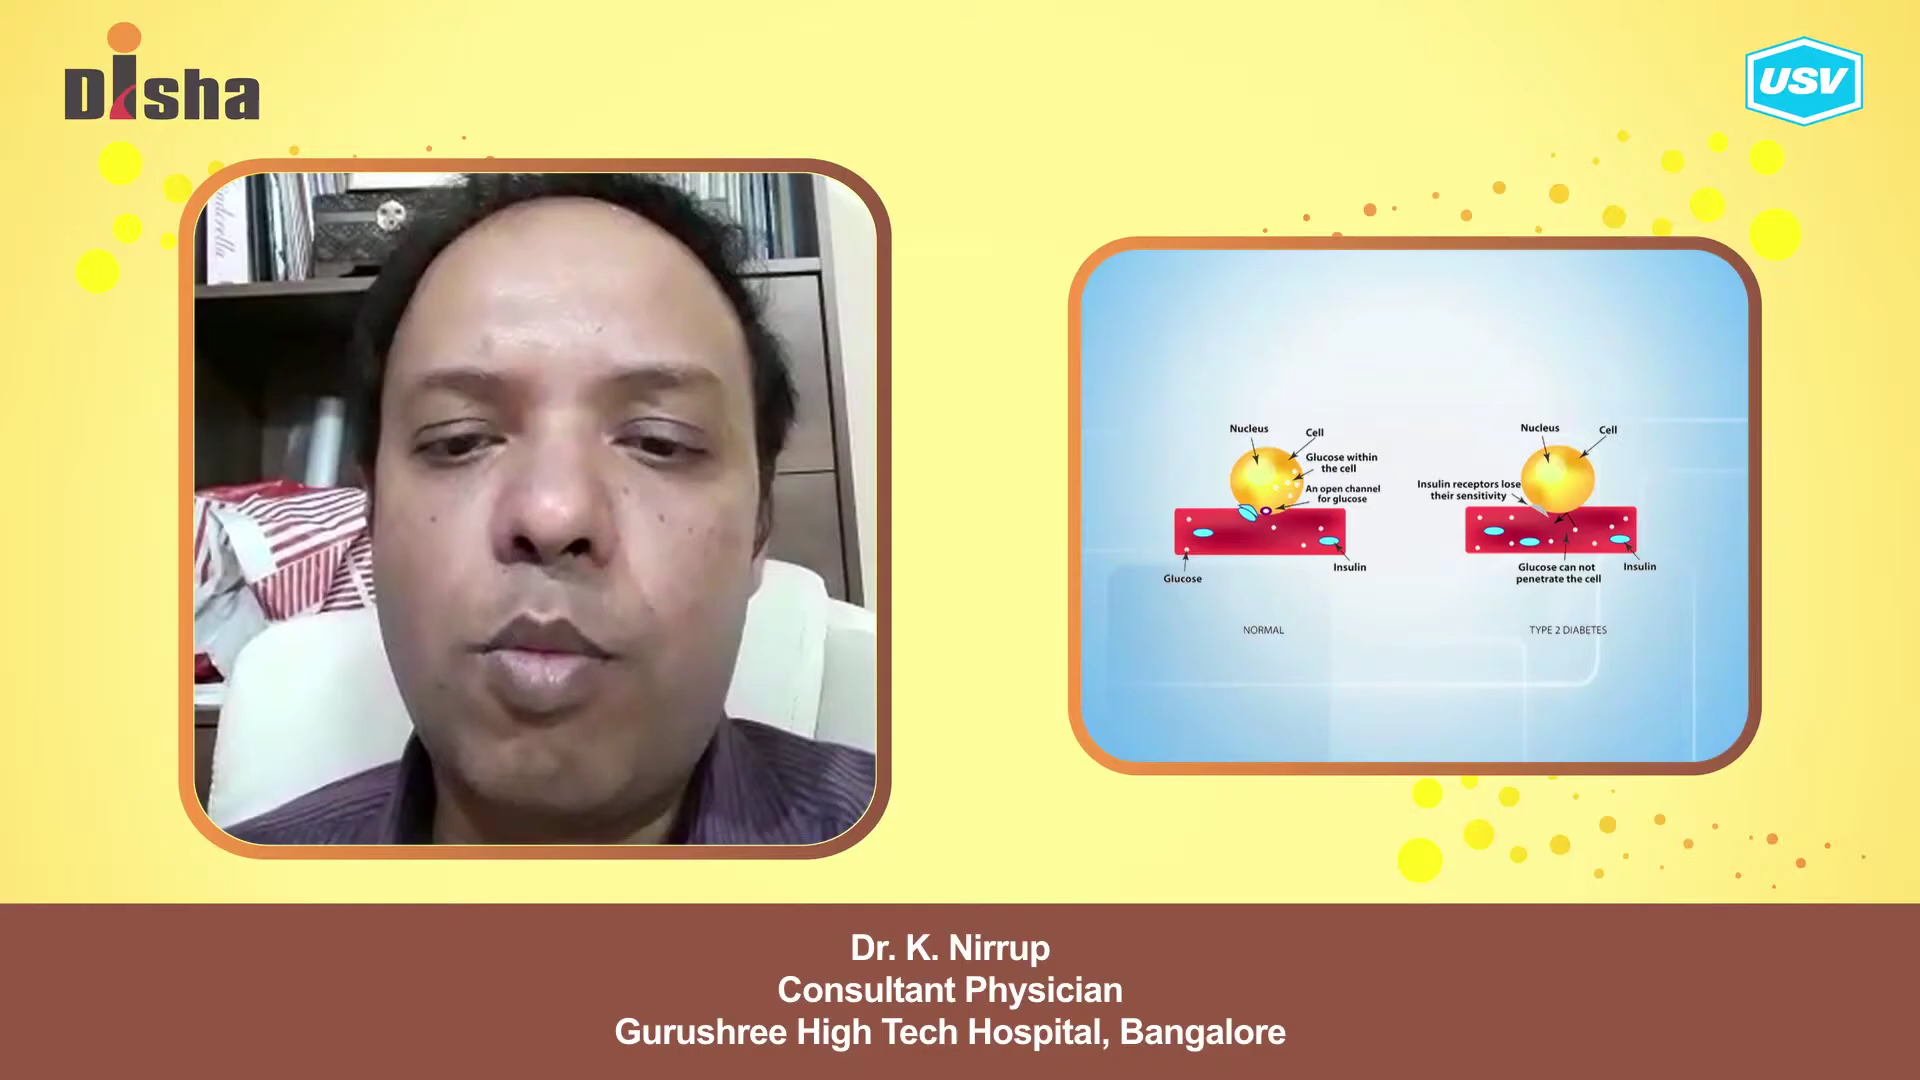 Disha
USV
Nucleus
Cell
Glucose within
the cell
An open channel
for glucose
Glucose
Insulin
NORMAL
Nucleus
Cell
Insulin receptors lose
their sensitivity
Glucose can not
penetrate the cell
Insulin
TYPE 2 DIABETES
Dr. K. Nirrup
Consultant Physician
Gurushree High Tech Hospital, Bangalore